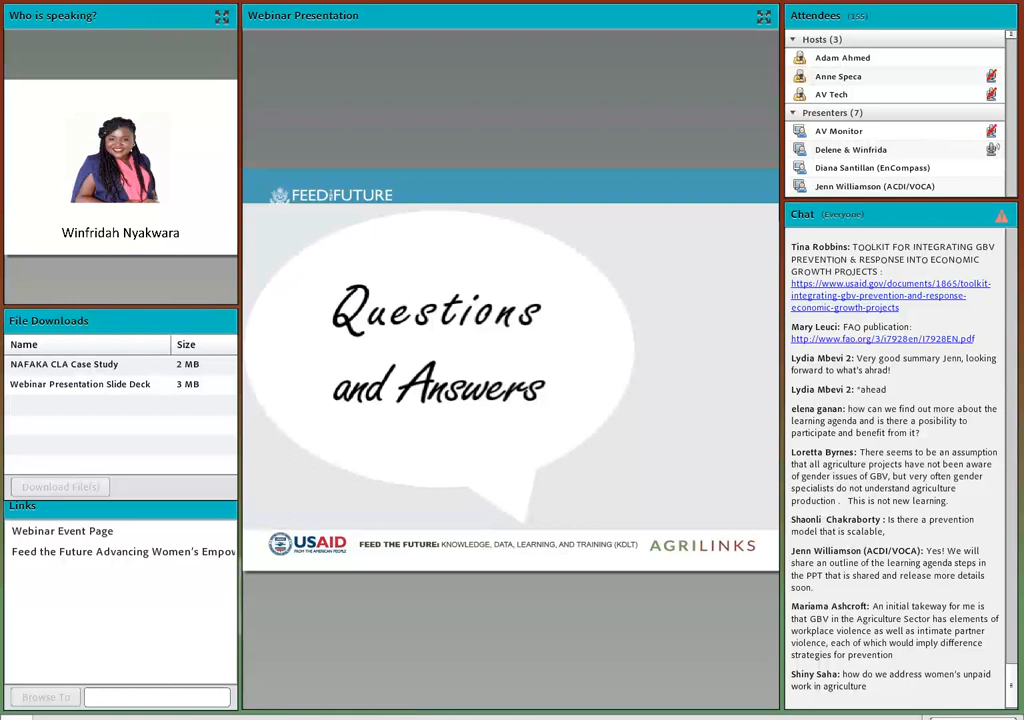 Who is speaking?
Winfridah Nyakwara
File Downloads
Name Size
NAFAKA CLA Case Study 2 MB
Webinar Presentation Slide Deck 3 MB
Download File(s)
Links
Webinar Event Page
Feed the Future Advancing Women's Empov
Browse To
Webinar Presentation
FEED THE FUTURE
Questions
and Answers
USAID
FROM THE AMERICAN PEOPLE
FEED THE FUTURE: KNOWLEDGE, DATA, LEARNING, AND TRAINING (KDLT)
AGRILINKS
Attendees (155)
Hosts (3)
Adam Ahmed
Anne Speca
AV Tech
Presenters (7)
AV Monitor
Delene & Winfrida
Diana Santillan (EnCompass)
Jenn Williamson (ACDI/VOCA)
Chat (Everyone)
Tina Robbins: TOOLKIT FOR INTEGRATING GBV
PREVENTION & RESPONSE INTO ECONOMIC
GROWTH PROJECTS :
https://www.usaid.gov/documents/1865/toolkit-
integrating-gbv-prevention-and-response-
economic-growth-projects
Mary Leuci: FAO publication:
http://www.fao.org/3/i7928en/I7928EN.pdf
Lydia Mbevi 2: Very good summary Jenn, looking
forward to what's ahrad!
Lydia Mbevi 2: *ahead
elena ganan: how can we find out more about the
learning agenda and is there a posibility to
participate and benefit from it?
Loretta Byrnes: There seems to be an assumption
that all agriculture projects have not been aware
of gender issues of GBV, but very often gender
specialists do not understand agriculture
production . This is not new learning.
Shaonli Chakraborty : Is there a prevention
model that is scalable,
Jenn Williamson (ACDI/VOCA): Yes! We will
share an outline of the learning agenda steps in
the PPT that is shared and release more details
soon.
Mariama Ashcroft: An initial takeway for me is
that GBV in the Agriculture Sector has elements of
workplace violence as well as intimate partner
violence, each of which would imply difference
strategies for prevention
Shiny Saha: how do we address women's unpaid
work in agriculture